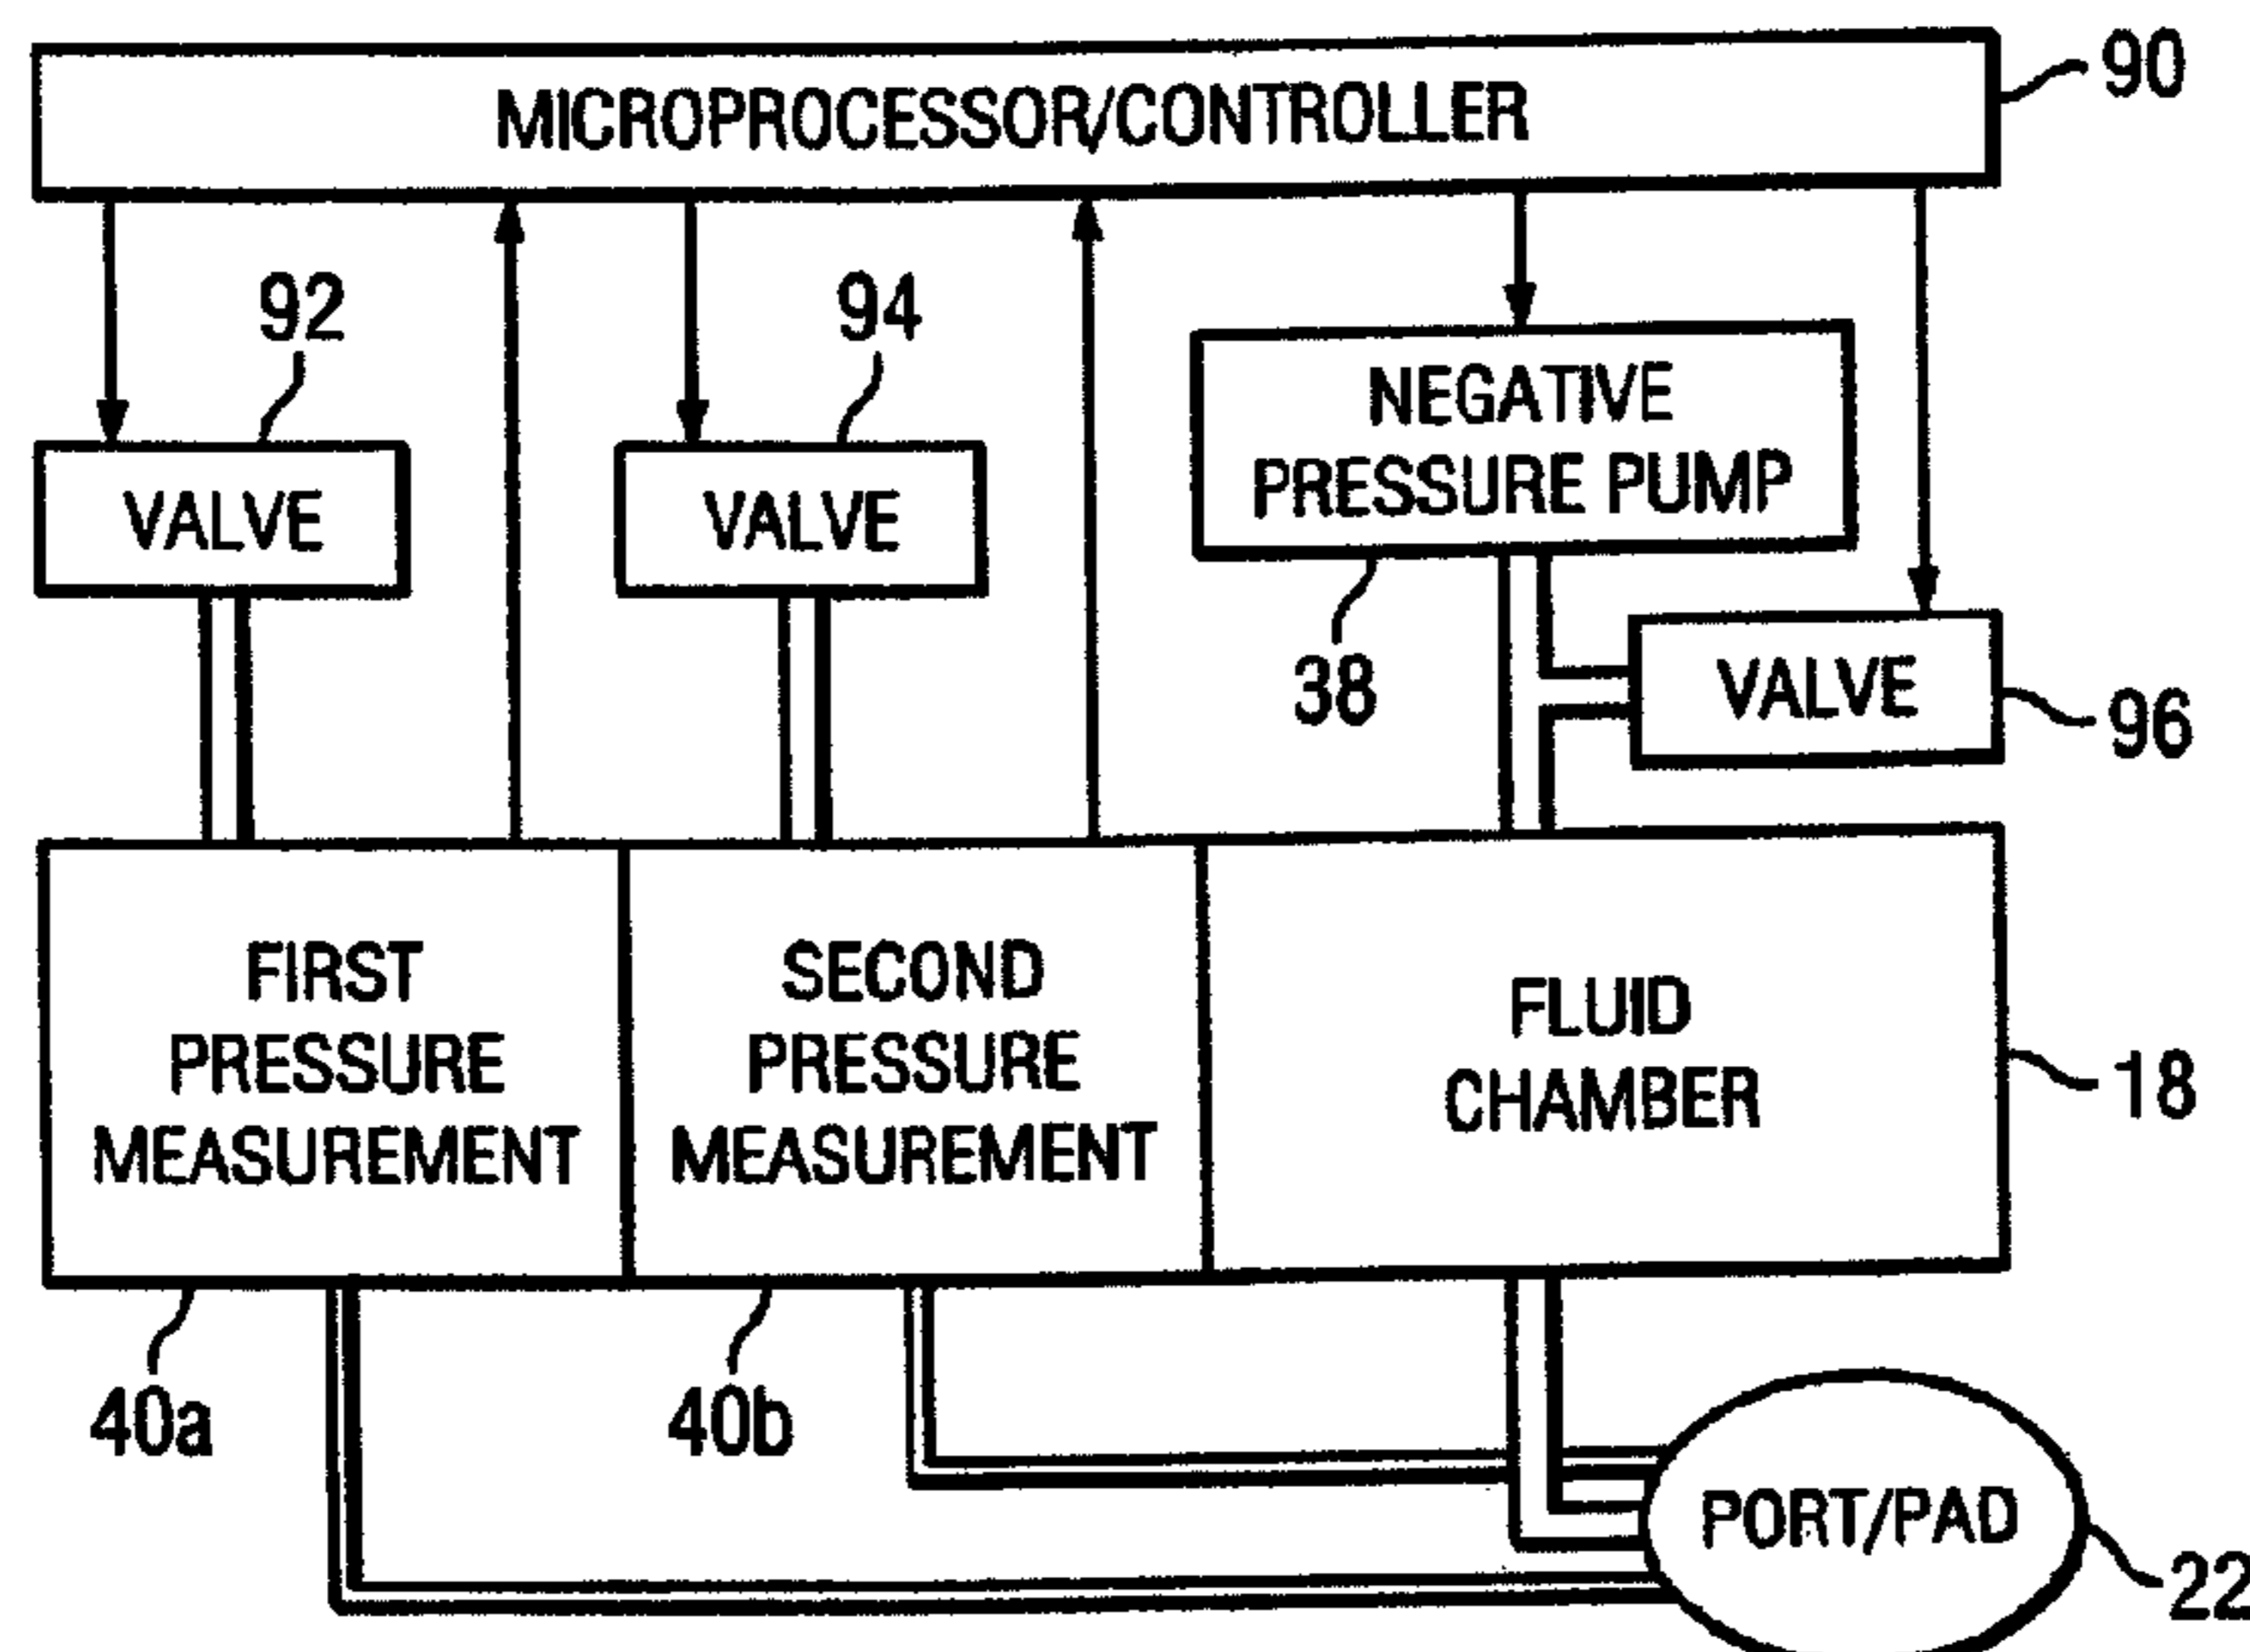 MICROPROCESSOR/CONTROLLER
90
92
94
NEGATIVE
PRESSURE PUMP
VALVE
VALVE
38
VALVE
96
FIRST
PRESSURE
MEASUREMENT
SECOND
PRESSURE
MEASUREMENT
FLUID
CHAMBER
18
40a
40b
PORT/PAD
22